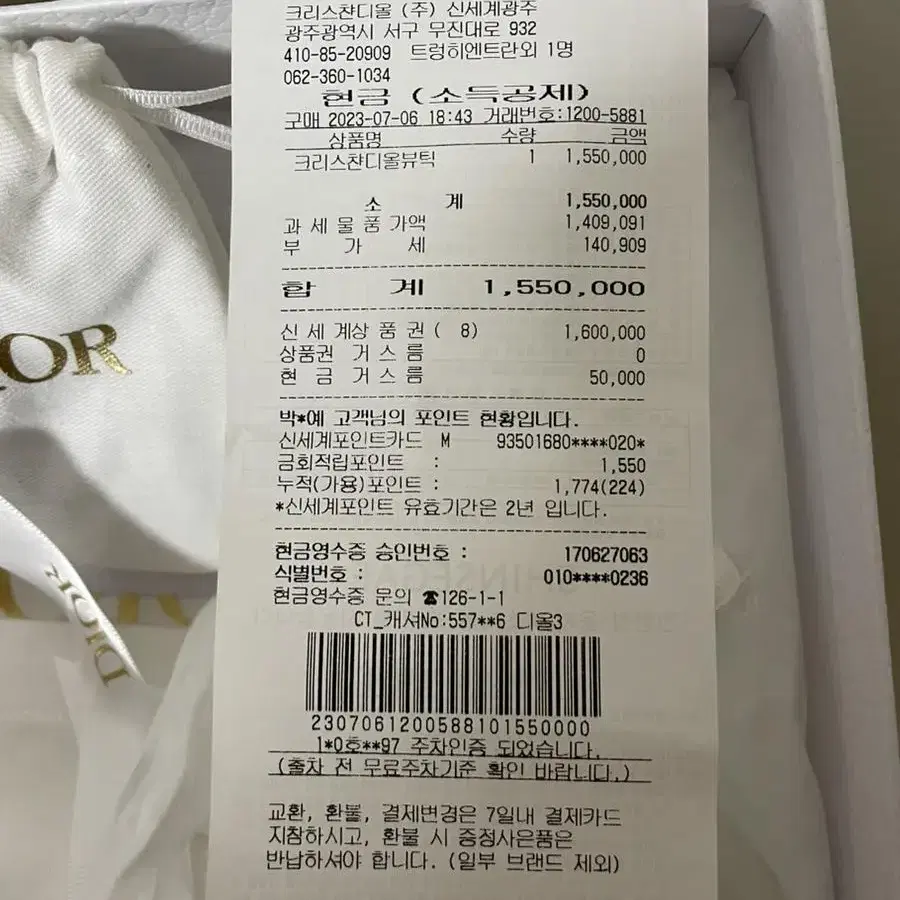 크리스챤디올 (주) 신세계광주
광주광역시 서구 무진대로 932
410-85-20909 트렁히엔트란외 1명
062-360-1034
현금 (소득공제)
구매 2023-07-06 18:43 거래번호:1200-5881
상품명 수량 금액
크리스챤디올뷰틱 1 1,550,000
소 계 1,550,000
과 세 물 품 가액 1,409,091
부 가 세 140,909
합 계 1,550,000
신 세 계상 품 권 ( 8) 1,600,000
상품권 거 스 름 0
현 금 거스름 50,000
박*예 고객님의 포인트 현황입니다.
신세계포인트카드 M 93501680****020*
금회적립포인트 : 1,550
누적(가용)포인트 : 1,774(224)
*신세계포인트 유효기간은 2년 입니다.
현금영수증 승인번호 : 170627063
식별번호 : 010****0236
현금영수증 문의 ☎126-1-1
CT_캐셔No:557**6 디올3
2307061200588101550000
1*0호**97 주차인증 되었습니다.
(출차 전 무료주차기준 확인 바랍니다.)
교환, 환불, 결제변경은 7일내 결제카드
지참하시고, 환불 시 증정사은품은
반납하셔야 합니다. (일부 브랜드 제외)
OR
DIOR